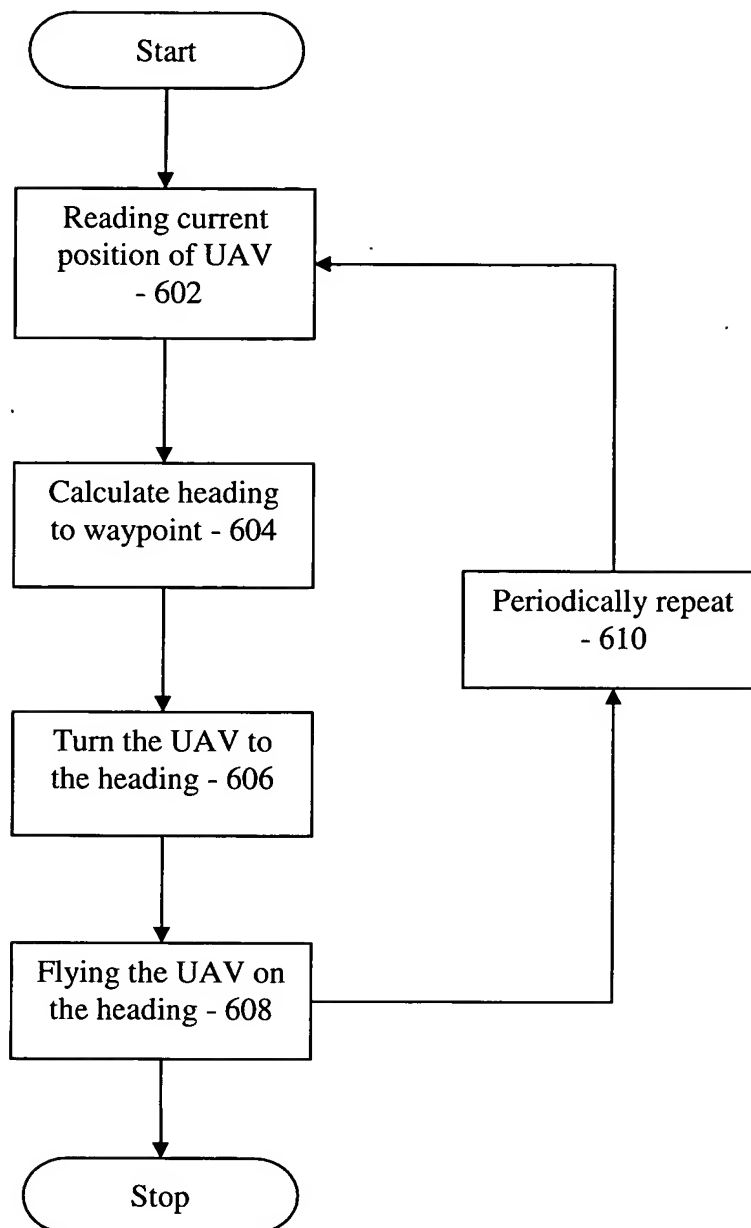 Start
Reading current
position of UAV
- 602
Calculate heading
to waypoint - 604
Periodically repeat
- 610
Turn the UAV to
the heading - 606
Flying the UAV on
the heading - 608
Stop